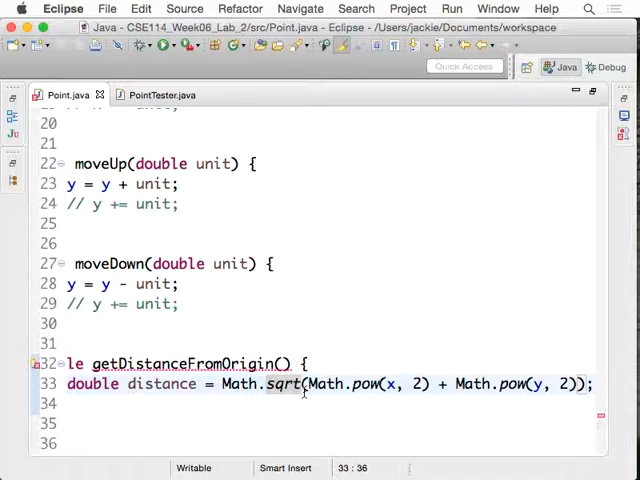 Eclipse File Edit Source Refactor Navigate Search Project Run Window Help
Java - CSE114_Week06_Lab_2/src/Point.java - Eclipse - /Users/jackie/Documents/workspace
Quick Access
Java Debug
Point.java PointTester.java
20
21
22 moveUp(double unit) {
23 y = y + unit;
24 // y += unit;
25
26
27 moveDown(double unit) {
28 y = y - unit;
29 // y += unit;
30
31
32 le getDistanceFromOrigin() {
33 double distance = Math.sqrt(Math.pow(x, 2) + Math.pow(y, 2));
34
35
36
Writable Smart Insert 33 : 36